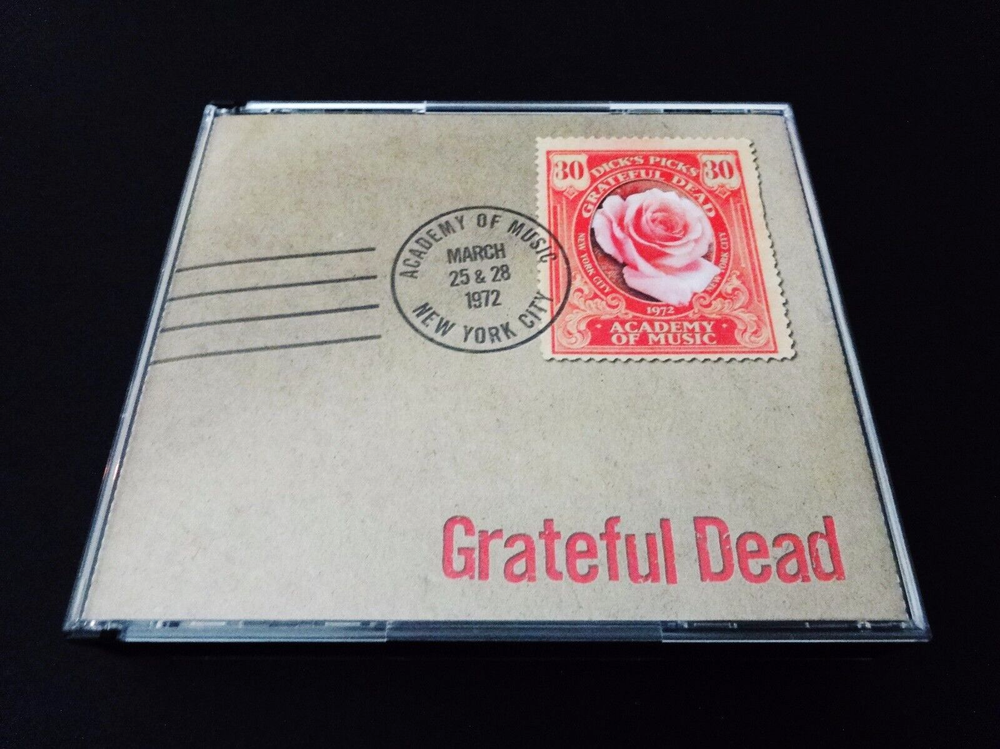 30 DICK'S PICKS 30
GRATEFUL DEAD
NEW YORK CITY
NEW YORK CITY
1972
ACADEMY
OF MUSIC
ACADEMY OF MUSIC
MARCH
25 & 28
1972
NEW YORK CITY
Grateful Dead